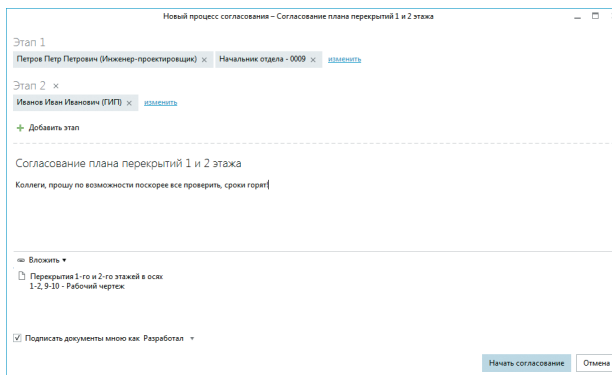 Новый процесс согласования – Согласование плана перекрытий 1 и 2 этажа
Этап 1
Петров Петр Петрович (Инженер-проектировщик) × Начальник отдела - 0009 × изменить
Этап 2 ×
Иванов Иван Иванович (ГИП) × изменить
+ Добавить этап
Согласование плана перекрытий 1 и 2 этажа
Коллеги, прошу по возможности поскорее все проверить, сроки горят!
Вложить ▾
Перекрытия 1-го и 2-го этажей в осях
1-2, 9-10 - Рабочий чертеж
Подписать документы мною как Разработал ▾
Начать согласование Отмена